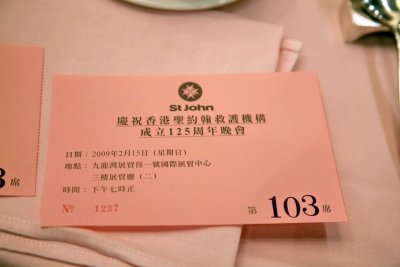 St John
慶祝香港聖約翰救護機構
成立125周年晚會
日期：2009年2月15日（星期日）
地點：九龍灣展貿徑一號國際展貿中心
三樓展貿廳（二）
時間：下午七時正
№ 1237
第 103 席
3席